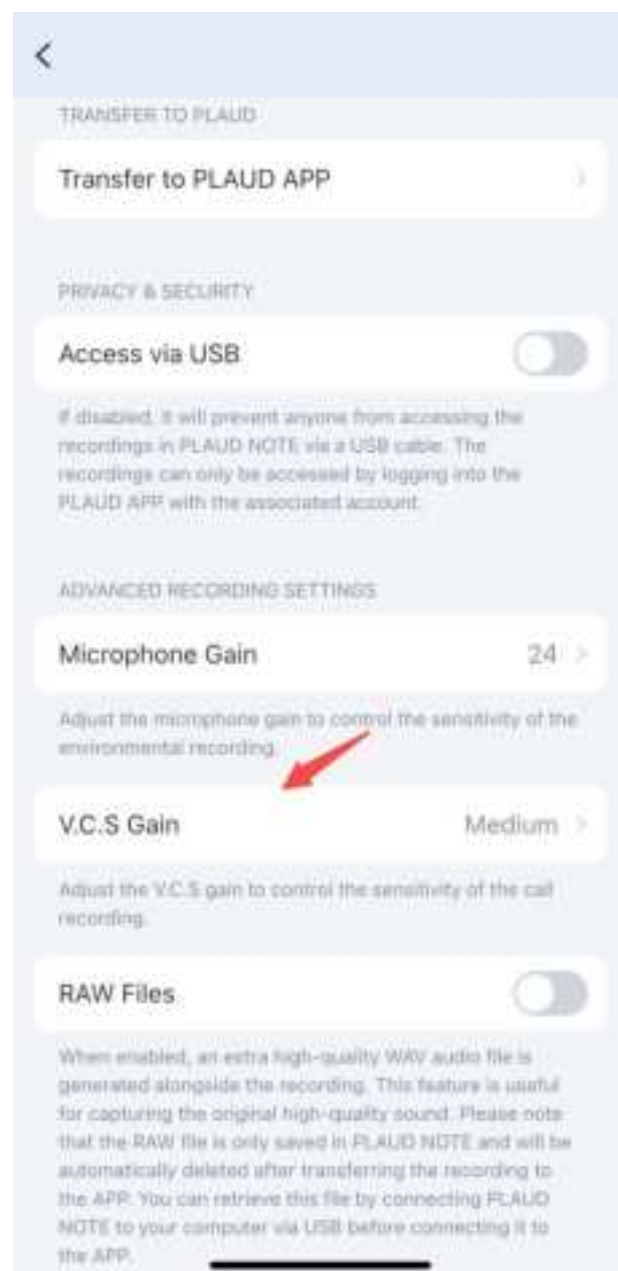 TRANSFER TO PLAUD
Transfer to PLAUD APP
PRIVACY & SECURITY
Access via USB
If disabled, it will prevent anyone from accessing the
recordings in PLAUD NOTE via a USB cable. The
recordings can only be accessed by logging into the
PLAUD APP with the associated account.
ADVANCED RECORDING SETTINGS
Microphone Gain 24
Adjust the microphone gain to control the sensitivity of the
environmental recording.
V.C.S Gain Medium
Adjust the V.C.S gain to control the sensitivity of the call
recording.
RAW Files
When enabled, an extra high-quality WAV audio file is
generated alongside the recording. This feature is useful
for capturing the original high-quality sound. Please note
that the RAW file is only saved in PLAUD NOTE and will be
automatically deleted after transferring the recording to
the APP. You can retrieve this file by connecting PLAUD
NOTE to your computer via USB before connecting it to
the APP.